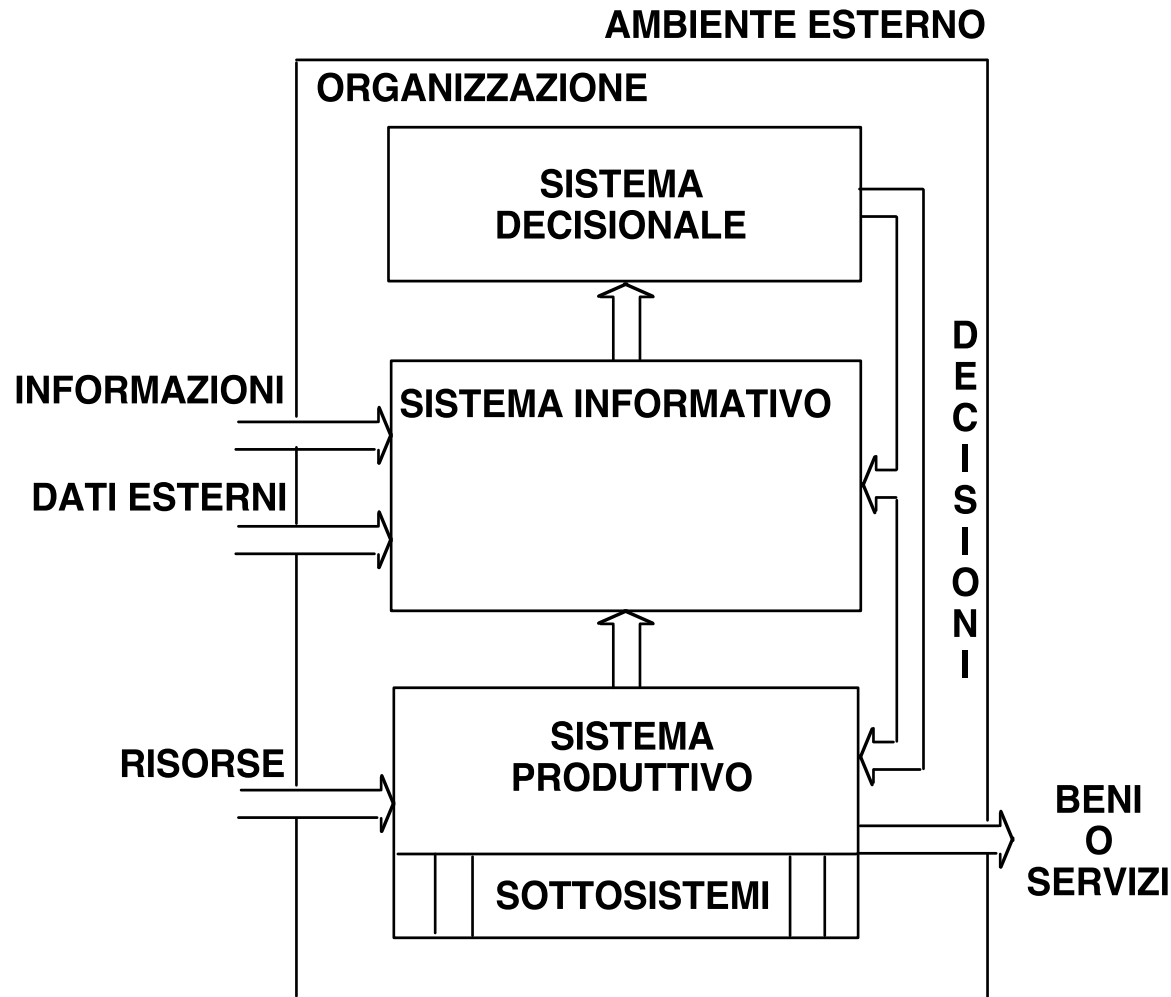 AMBIENTE ESTERNO
ORGANIZZAZIONE
SISTEMA
DECISIONALE
INFORMAZIONI
SISTEMA INFORMATIVO
DATI ESTERNI
D
E
C
I
S
I
O
N
I
RISORSE
SISTEMA
PRODUTTIVO
SOTTOSISTEMI
BENI
O
SERVIZI